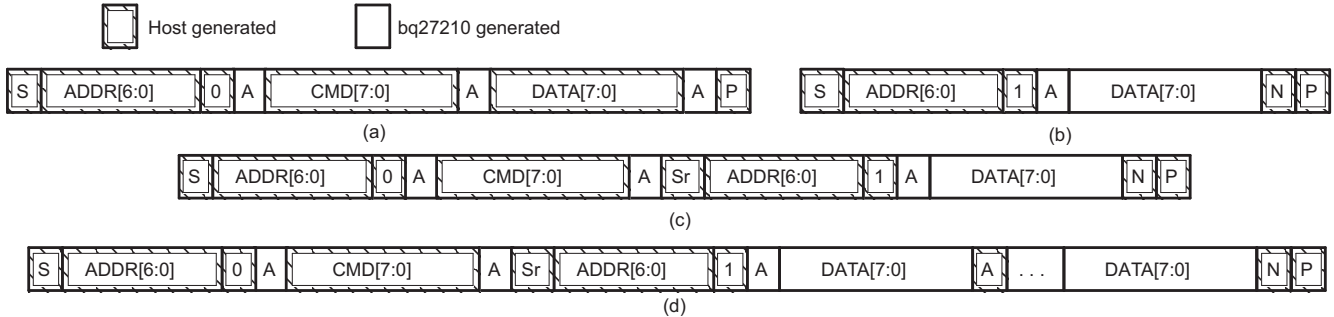 Host generated bq27210 generated
S ADDR[6:0] 0 A CMD[7:0] A DATA[7:0] A P S ADDR[6:0] 1 A DATA[7:0] N P
(a) (b)
S ADDR[6:0] 0 A CMD[7:0] A Sr ADDR[6:0] 1 A DATA[7:0] N P
(c)
S ADDR[6:0] 0 A CMD[7:0] A Sr ADDR[6:0] 1 A DATA[7:0] A . . . DATA[7:0] N P
(d)